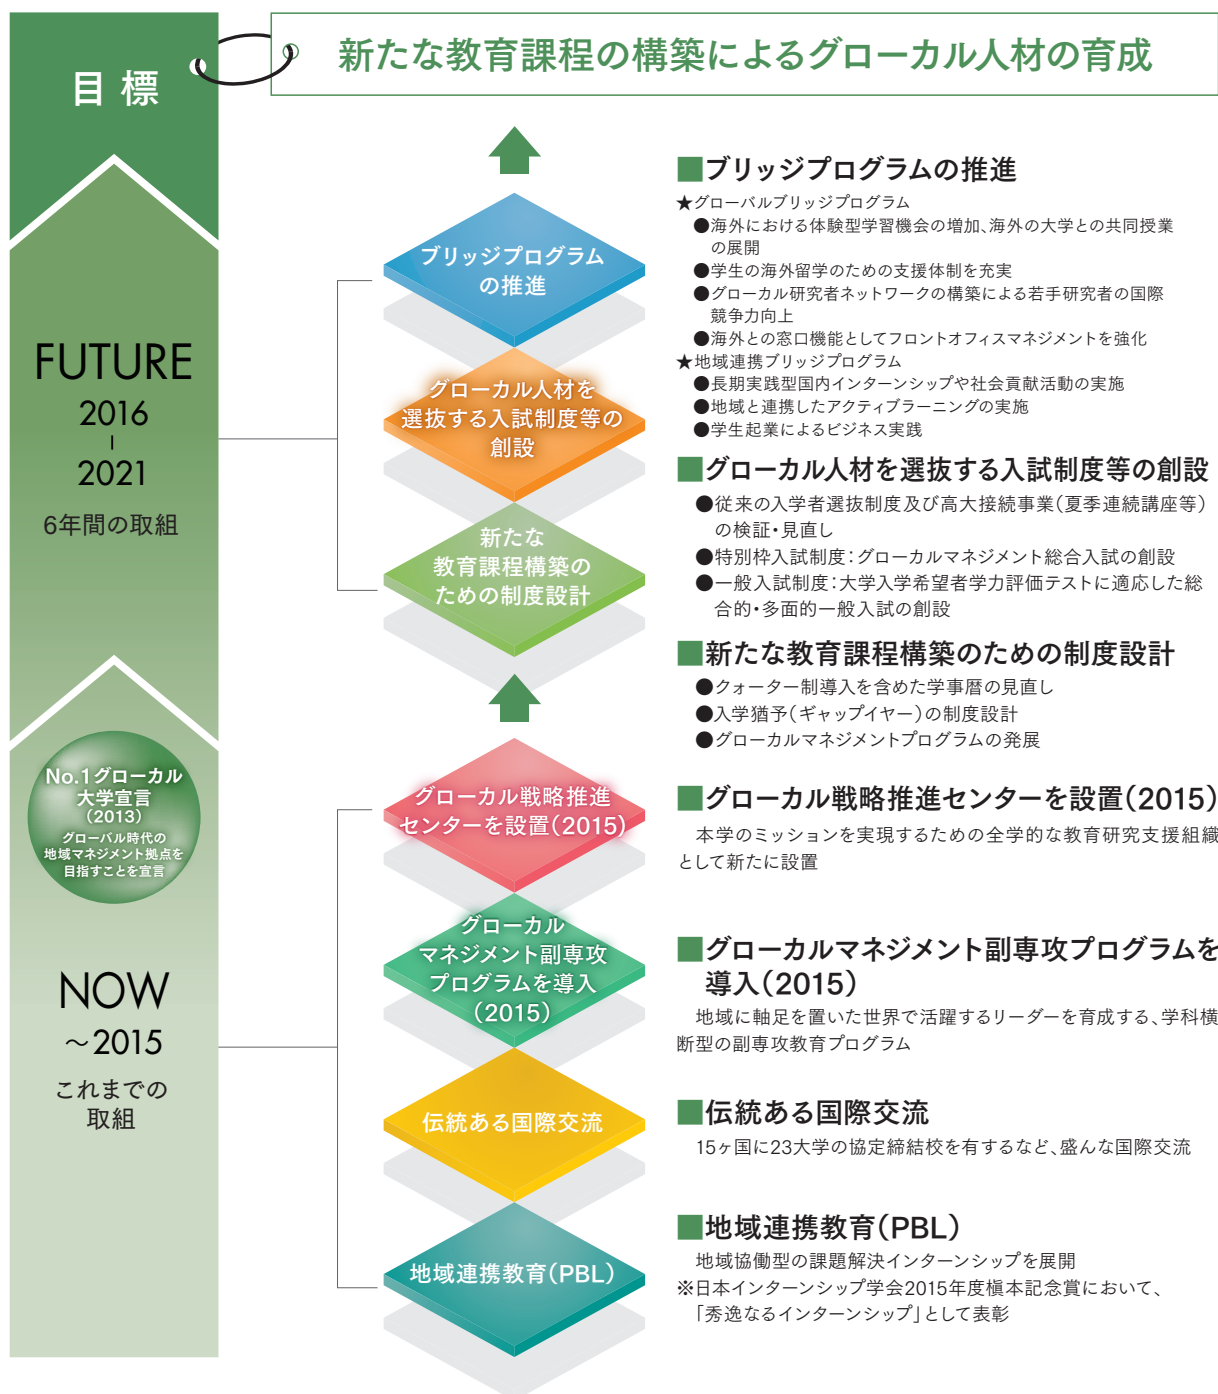 目標
新たな教育課程の構築によるグローカル人材の育成
FUTURE
2016
-
2021
6年間の取組
No.1グローカル
大学宣言
(2013)
グローバル時代の
地域マネジメント拠点を
目指すことを宣言
NOW
～2015
これまでの
取組
ブリッジプログラム
の推進
グローカル人材を
選抜する入試制度等の
創設
新たな
教育課程構築の
ための制度設計
グローカル戦略推進
センターを設置(2015)
グローカル
マネジメント副専攻
プログラムを導入
(2015)
伝統ある国際交流
地域連携教育(PBL)
■ブリッジプログラムの推進
★グローバルブリッジプログラム
●海外における体験型学習機会の増加、海外の大学との共同授業
の展開
●学生の海外留学のための支援体制を充実
●グローカル研究者ネットワークの構築による若手研究者の国際
競争力向上
●海外との窓口機能としてフロントオフィスマネジメントを強化
★地域連携ブリッジプログラム
●長期実践型国内インターンシップや社会貢献活動の実施
●地域と連携したアクティブラーニングの実施
●学生起業によるビジネス実践
■グローカル人材を選抜する入試制度等の創設
●従来の入学者選抜制度及び高大接続事業(夏季連続講座等)
の検証・見直し
●特別枠入試制度：グローカルマネジメント総合入試の創設
●一般入試制度：大学入学希望者学力評価テストに適応した総
合的・多面的一般入試の創設
■新たな教育課程構築のための制度設計
●クォーター制導入を含めた学事暦の見直し
●入学猶予(ギャップイヤー)の制度設計
●グローカルマネジメントプログラムの発展
■グローカル戦略推進センターを設置(2015)
本学のミッションを実現するための全学的な教育研究支援組織
として新たに設置
■グローカルマネジメント副専攻プログラムを
導入(2015)
地域に軸足を置いた世界で活躍するリーダーを育成する、学科横
断型の副専攻教育プログラム
■伝統ある国際交流
15ヶ国に23大学の協定締結校を有するなど、盛んな国際交流
■地域連携教育(PBL)
地域協働型の課題解決インターンシップを展開
※日本インターンシップ学会2015年度槇本記念賞において、
「秀逸なるインターンシップ」として表彰